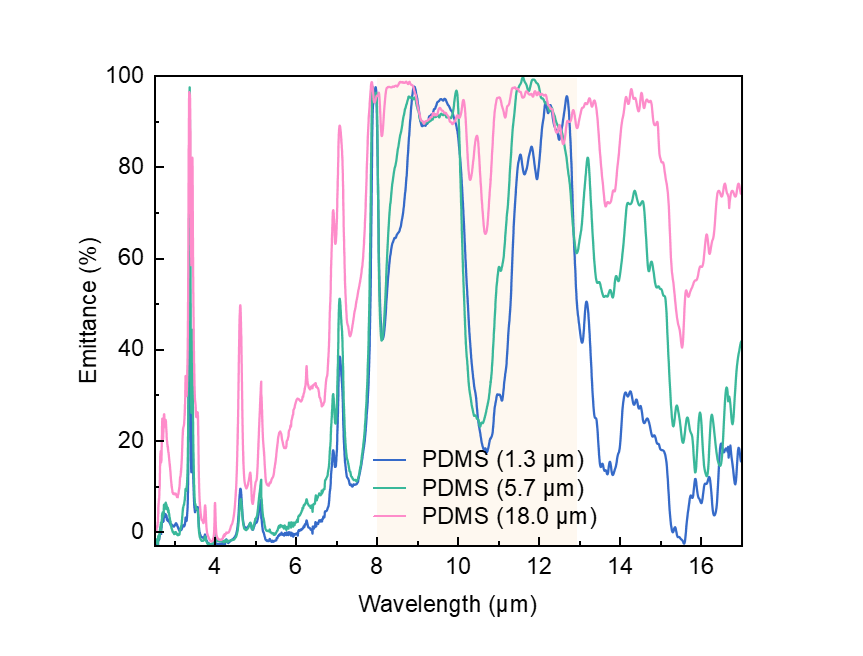 100
80
60
40
20
0
Emittance (%)
PDMS (1.3 µm)
PDMS (5.7 µm)
PDMS (18.0 µm)
4 6 8 10 12 14 16
Wavelength (µm)